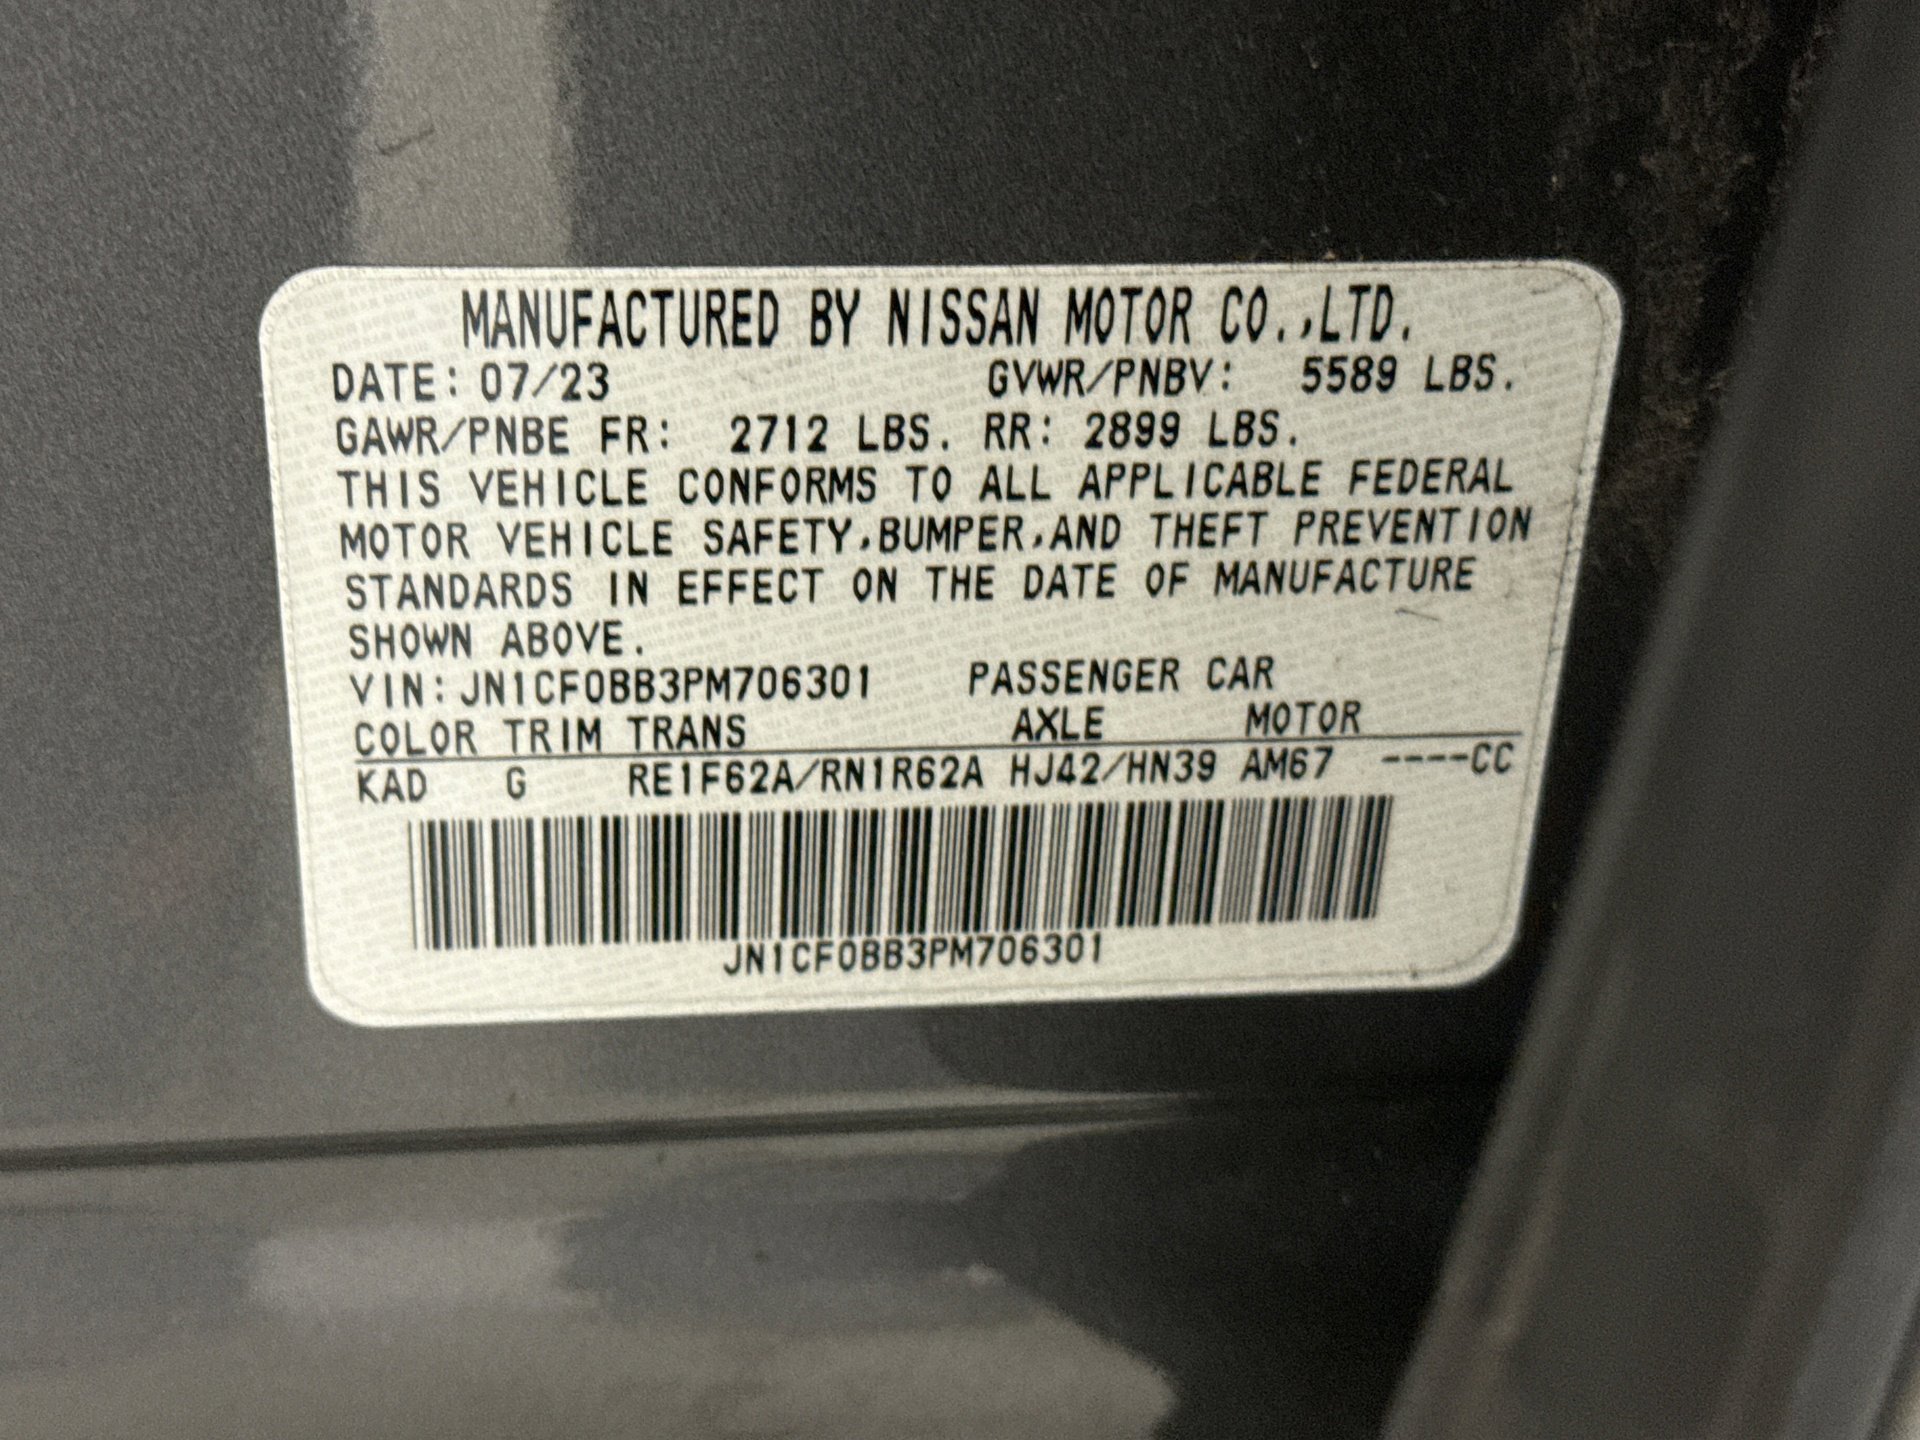 MANUFACTURED BY NISSAN MOTOR CO.,LTD.
DATE: 07/23 GVWR/PNBV: 5589 LBS.
GAWR/PNBE FR: 2712 LBS. RR: 2899 LBS.
THIS VEHICLE CONFORMS TO ALL APPLICABLE FEDERAL
MOTOR VEHICLE SAFETY,BUMPER,AND THEFT PREVENTION
STANDARDS IN EFFECT ON THE DATE OF MANUFACTURE
SHOWN ABOVE.
VIN: JN1CF0BB3PM706301 PASSENGER CAR
COLOR TRIM TRANS AXLE MOTOR
KAD G RE1F62A/RN1R62A HJ42/HN39 AM67 ----CC
JN1CF0BB3PM706301